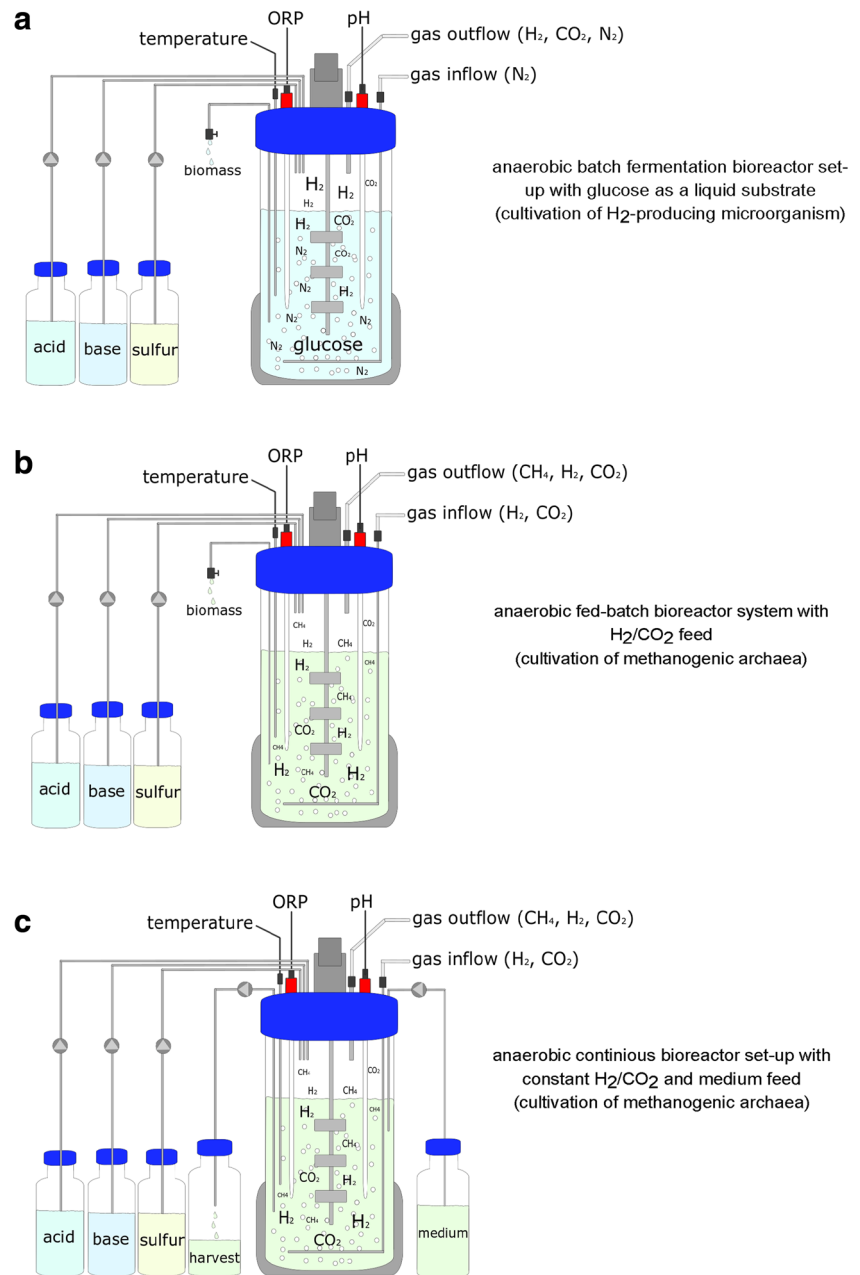 a
ORP
pH
temperature
gas outflow (H₂, CO₂, N₂)
gas inflow (N₂)
biomass
anaerobic batch fermentation bioreactor set-
up with glucose as a liquid substrate
(cultivation of H2-producing microorganism)
H₂
H₂
CO₂
H₂
H₂
CO₂
N₂
CO₂
N₂
H₂
N₂
N₂
N₂
glucose
N₂
acid
base
sulfur
b
ORP
pH
temperature
gas outflow (CH₄, H₂, CO₂)
gas inflow (H₂, CO₂)
biomass
anaerobic fed-batch bioreactor system with
H2/CO2 feed
(cultivation of methanogenic archaea)
CH₄
CO₂
H₂
CH₄
H₂
CH4
CH₄
CO₂
H₂
CH4
H₂
CH₄
H₂
CO₂
acid
base
sulfur
c
ORP
pH
temperature
gas outflow (CH₄, H₂, CO₂)
gas inflow (H₂, CO₂)
anaerobic continious bioreactor set-up with
constant H2/CO2 and medium feed
(cultivation of methanogenic archaea)
CH₄
CO₂
H₂
CH₄
H₂
CH4
CH₄
CO₂
H₂
CH4
H₂
CH₄
H₂
CO₂
acid
base
sulfur
harvest
medium